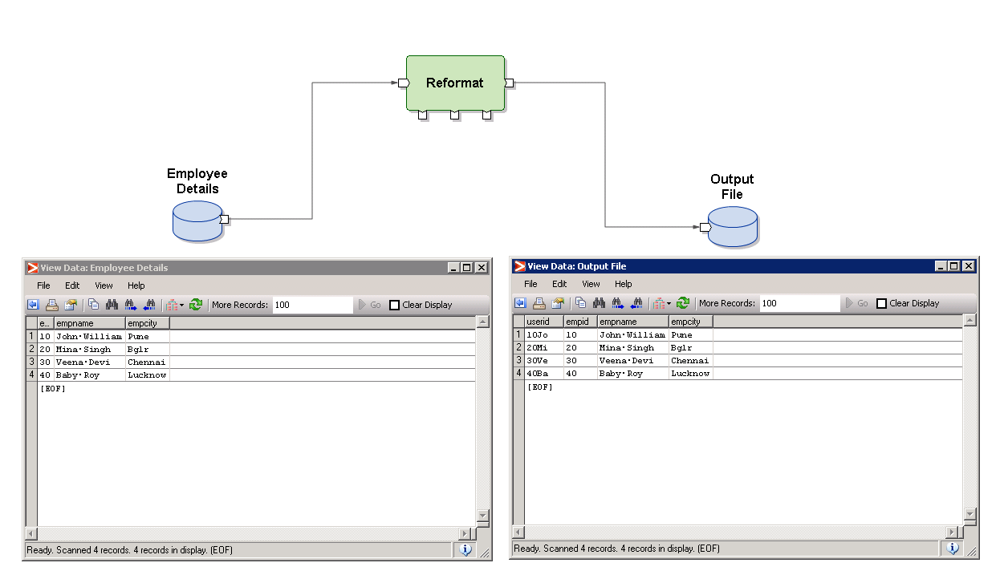 Reformat
Employee
Details
Output
File
View Data: Employee Details
File Edit View Help
More Records: 100 Go Clear Display
e... empname empcity
1 10 John·William Pune
2 20 Mina·Singh Bglr
3 30 Veena·Devi Chennai
4 40 Baby·Roy Lucknow
[EOF]
Ready. Scanned 4 records. 4 records in display. (EOF)
View Data: Output File
File Edit View Help
More Records: 100 Go Clear Display
userid empid empname empcity
1 10Jo 10 John·William Pune
2 20Mi 20 Mina·Singh Bglr
3 30Ve 30 Veena·Devi Chennai
4 40Ba 40 Baby·Roy Lucknow
[EOF]
Ready. Scanned 4 records. 4 records in display. (EOF)